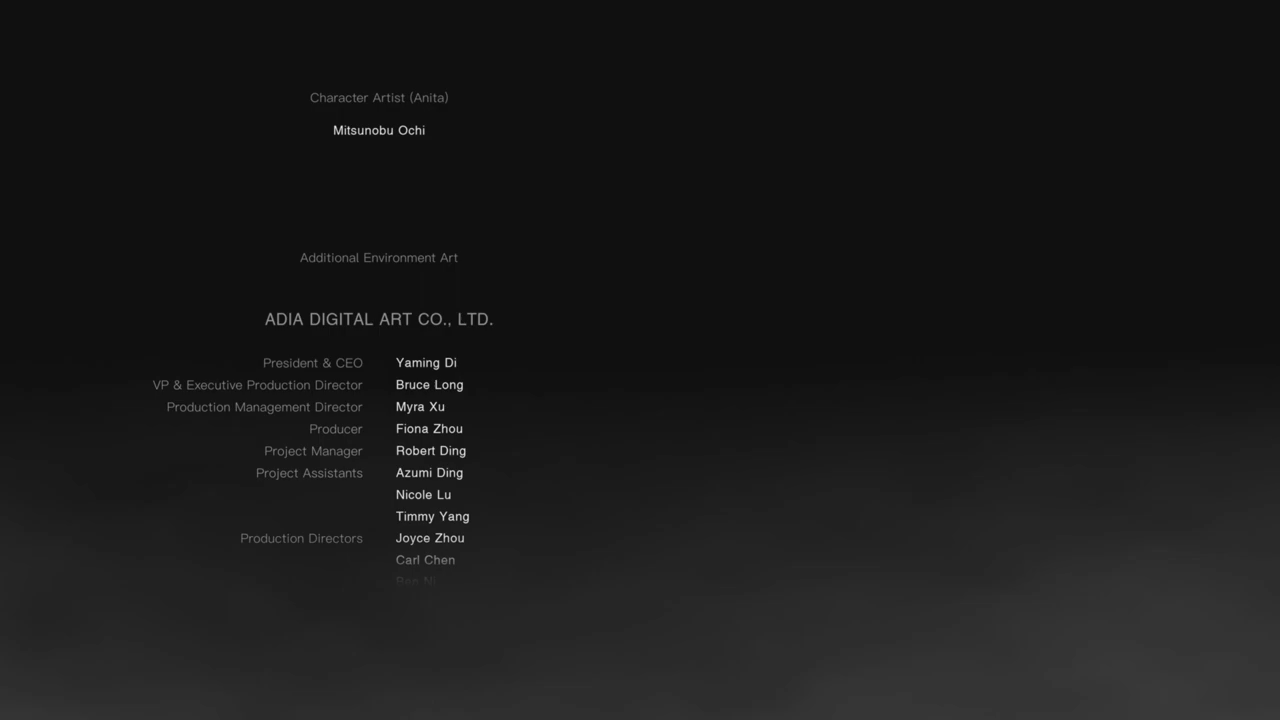 Character Artist (Anita)
Mitsunobu Ochi
Additional Environment Art
ADIA DIGITAL ART CO., LTD.
President & CEO Yaming Di
VP & Executive Production Director Bruce Long
Production Management Director Myra Xu
Producer Fiona Zhou
Project Manager Robert Ding
Project Assistants Azumi Ding
Nicole Lu
Timmy Yang
Production Directors Joyce Zhou
Carl Chen